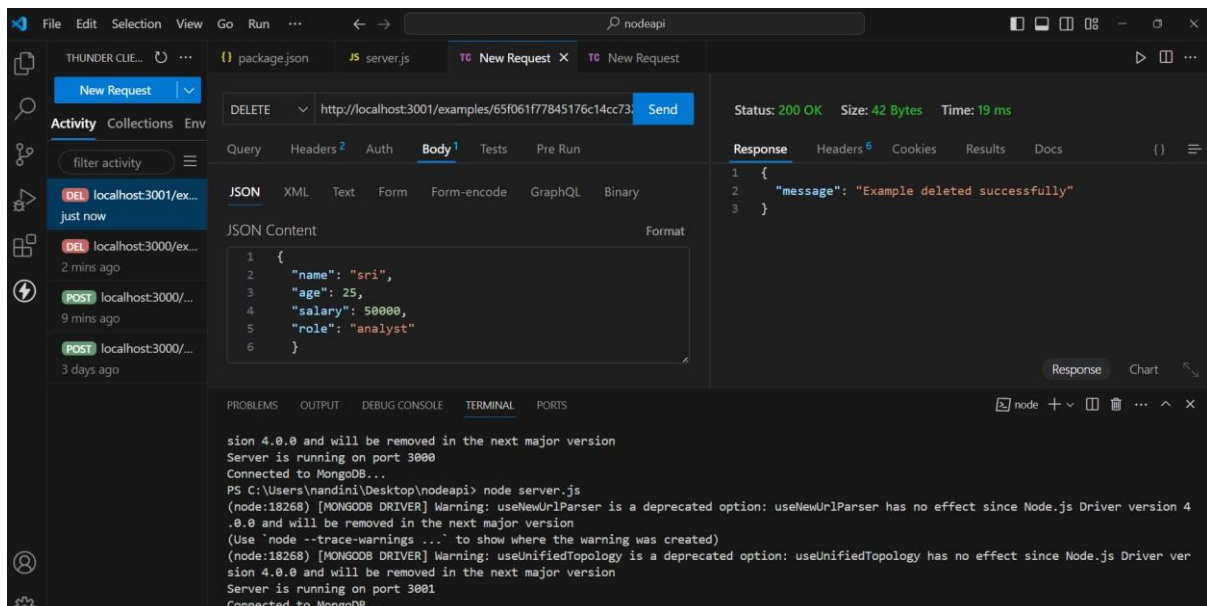 File Edit Selection View Go Run ... nodeapi
THUNDER CLIE... ...
New Request
Activity Collections Env
filter activity
DEL localhost:3001/ex...
just now
DEL localhost:3000/ex...
2 mins ago
POST localhost:3000/...
9 mins ago
POST localhost:3000/...
3 days ago
{} package.json JS server.js TC New Request TC New Request
DELETE http://localhost:3001/examples/65f061f77845176c14cc73 Send
Query Headers 2 Auth Body 1 Tests Pre Run
JSON XML Text Form Form-encode GraphQL Binary
JSON Content Format
1 {
2 "name": "sri",
3 "age": 25,
4 "salary": 50000,
5 "role": "analyst"
6 }
Status: 200 OK Size: 42 Bytes Time: 19 ms
Response Headers 6 Cookies Results Docs {}
1 {
2 "message": "Example deleted successfully"
3 }
Response Chart
PROBLEMS OUTPUT DEBUG CONSOLE TERMINAL PORTS node ...
sion 4.0.0 and will be removed in the next major version
Server is running on port 3000
Connected to MongoDB...
PS C:\Users\nandini\Desktop\nodeapi> node server.js
(node:18268) [MONGODB DRIVER] Warning: useNewUrlParser is a deprecated option: useNewUrlParser has no effect since Node.js Driver version 4
.0.0 and will be removed in the next major version
(Use `node --trace-warnings ...` to show where the warning was created)
(node:18268) [MONGODB DRIVER] Warning: useUnifiedTopology is a deprecated option: useUnifiedTopology has no effect since Node.js Driver ver
sion 4.0.0 and will be removed in the next major version
Server is running on port 3001
Connected to MongoDB